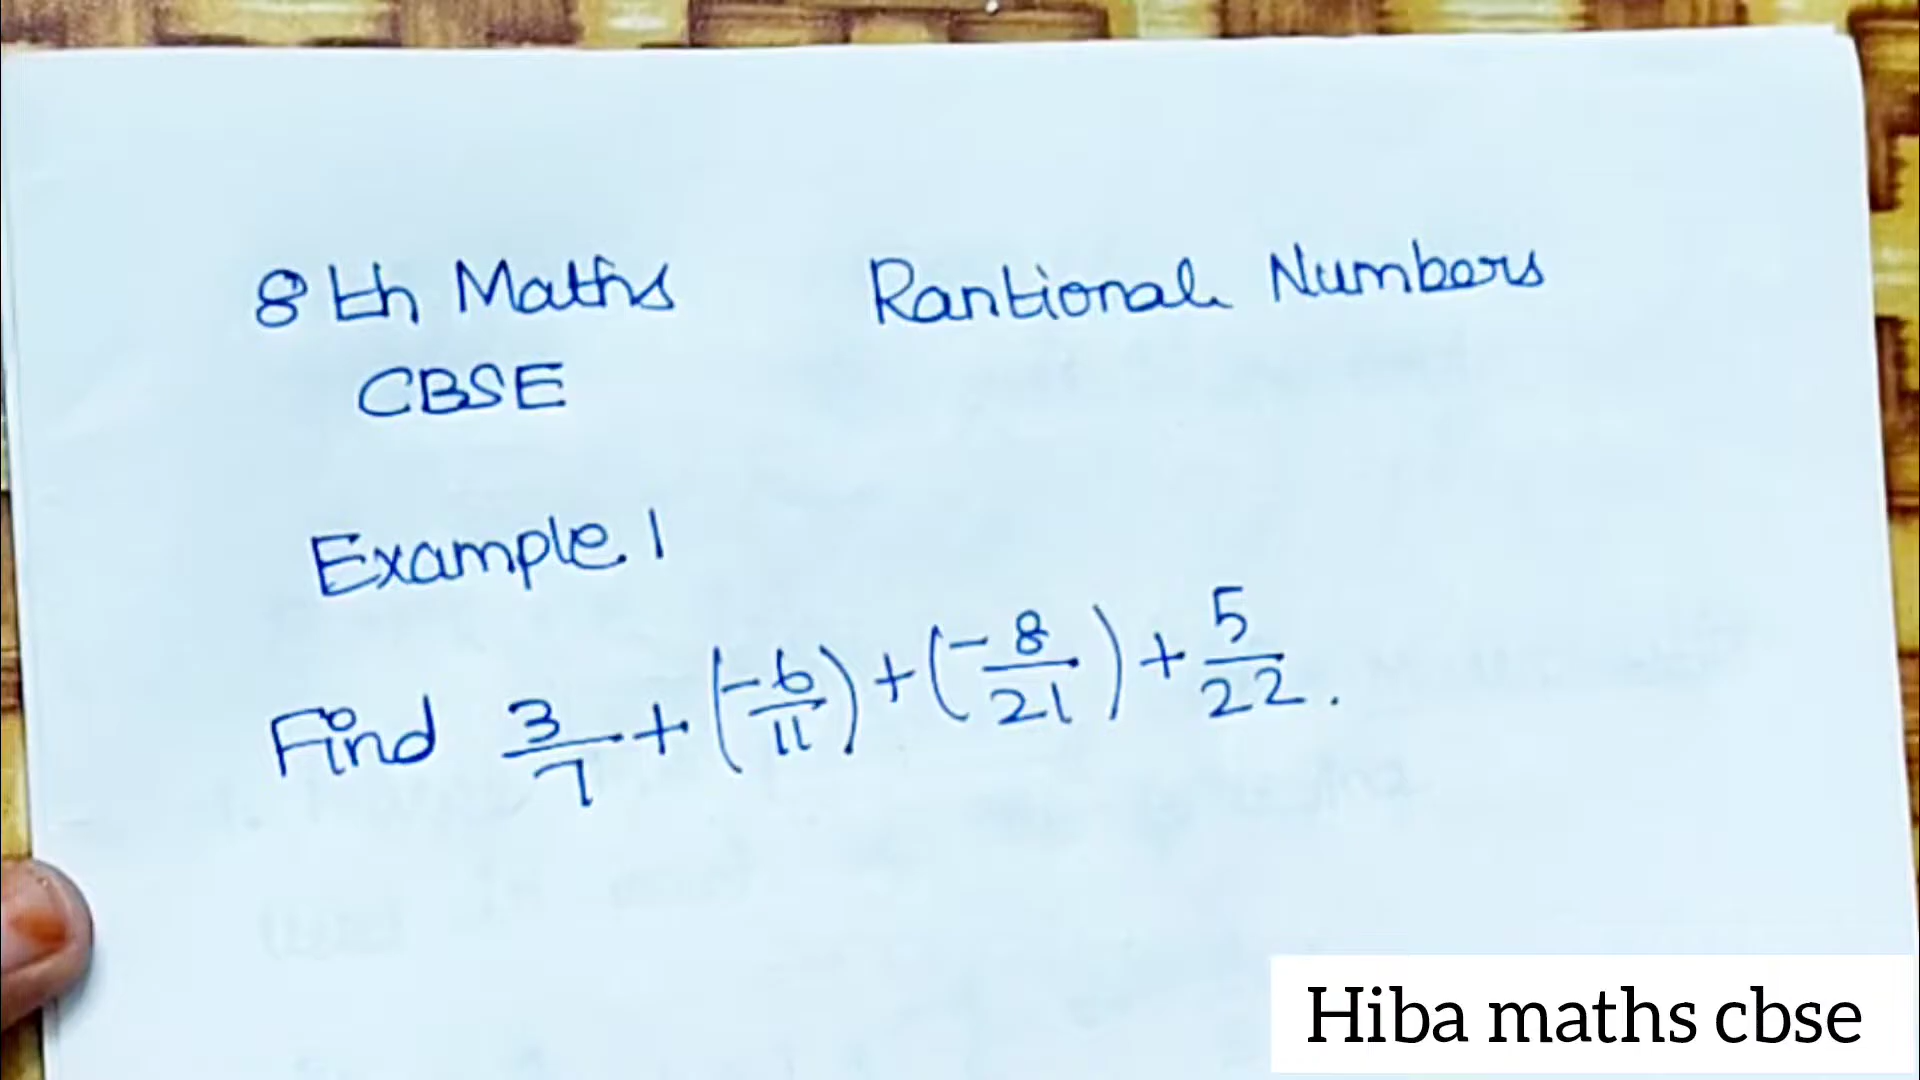 8th Maths Rantional Numbers
CBSE
Example 1
Find 3/7 + (-6/11) + (-8/21) + 5/22.
Hiba maths cbse